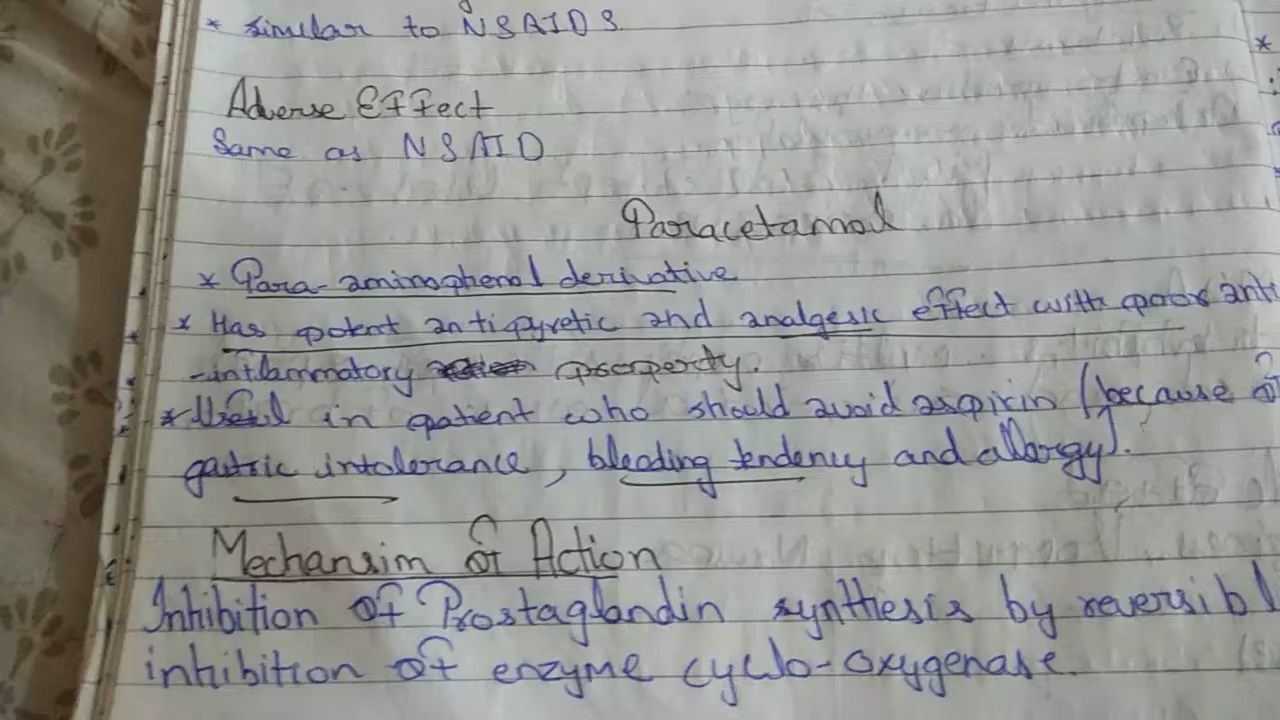 * similar to NSAIDS
Adverse Effect
Same as NSAID
Paracetamol
* Para-aminophenol derivative
* Has potent antipyretic and analgesic effect with poor anti
-inflammatory property.
* Useful in patient who should avoid aspirin (because of
gastric intolerance, bleeding tendency and allergy).
Mechansim of Action
Inhibition of Prostaglandin synthesis by reversibl
inhibition of enzyme cyclo-oxygenase.